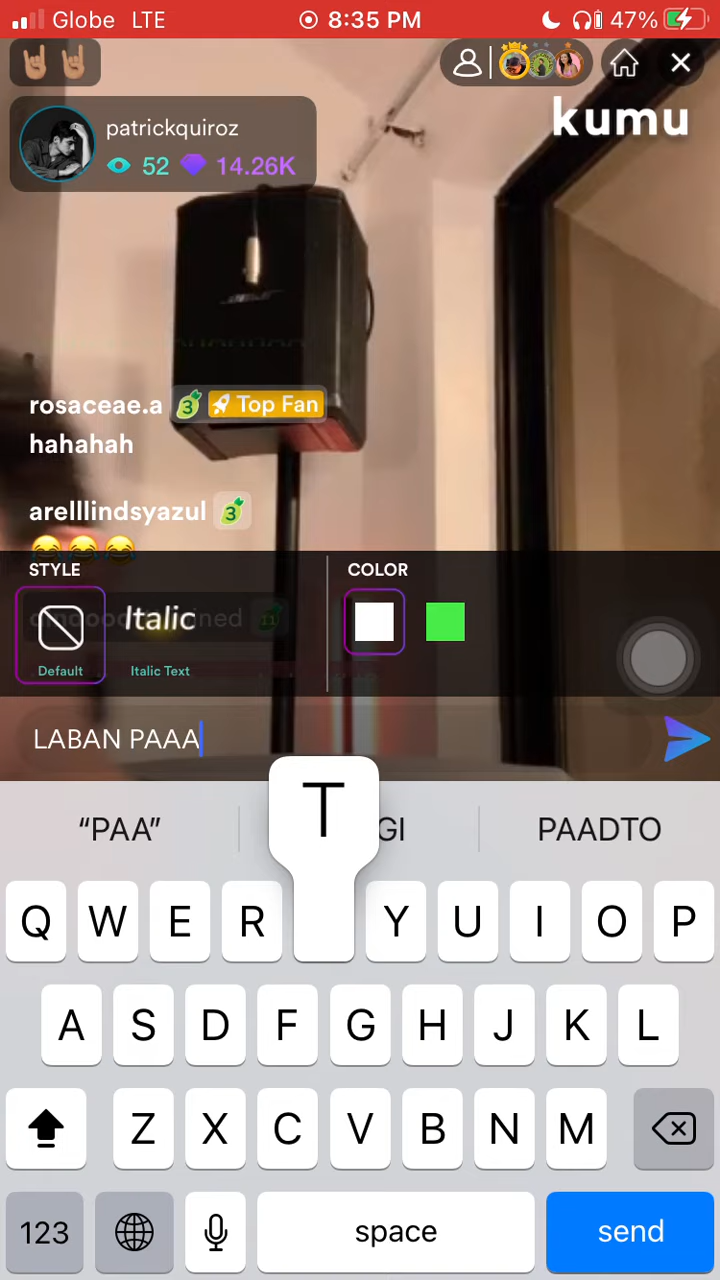 Globe LTE 8:35 PM 47%
patrickquiroz
52 14.26K
kumu
rosaceae.a 3 Top Fan
hahahah
arelllindsyazul 3
STYLE COLOR
Italic
Default Italic Text
LABAN PAAA
“PAA” GI PAADTO
T
Q W E R Y U I O P
A S D F G H J K L
Z X C V B N M
123 space send